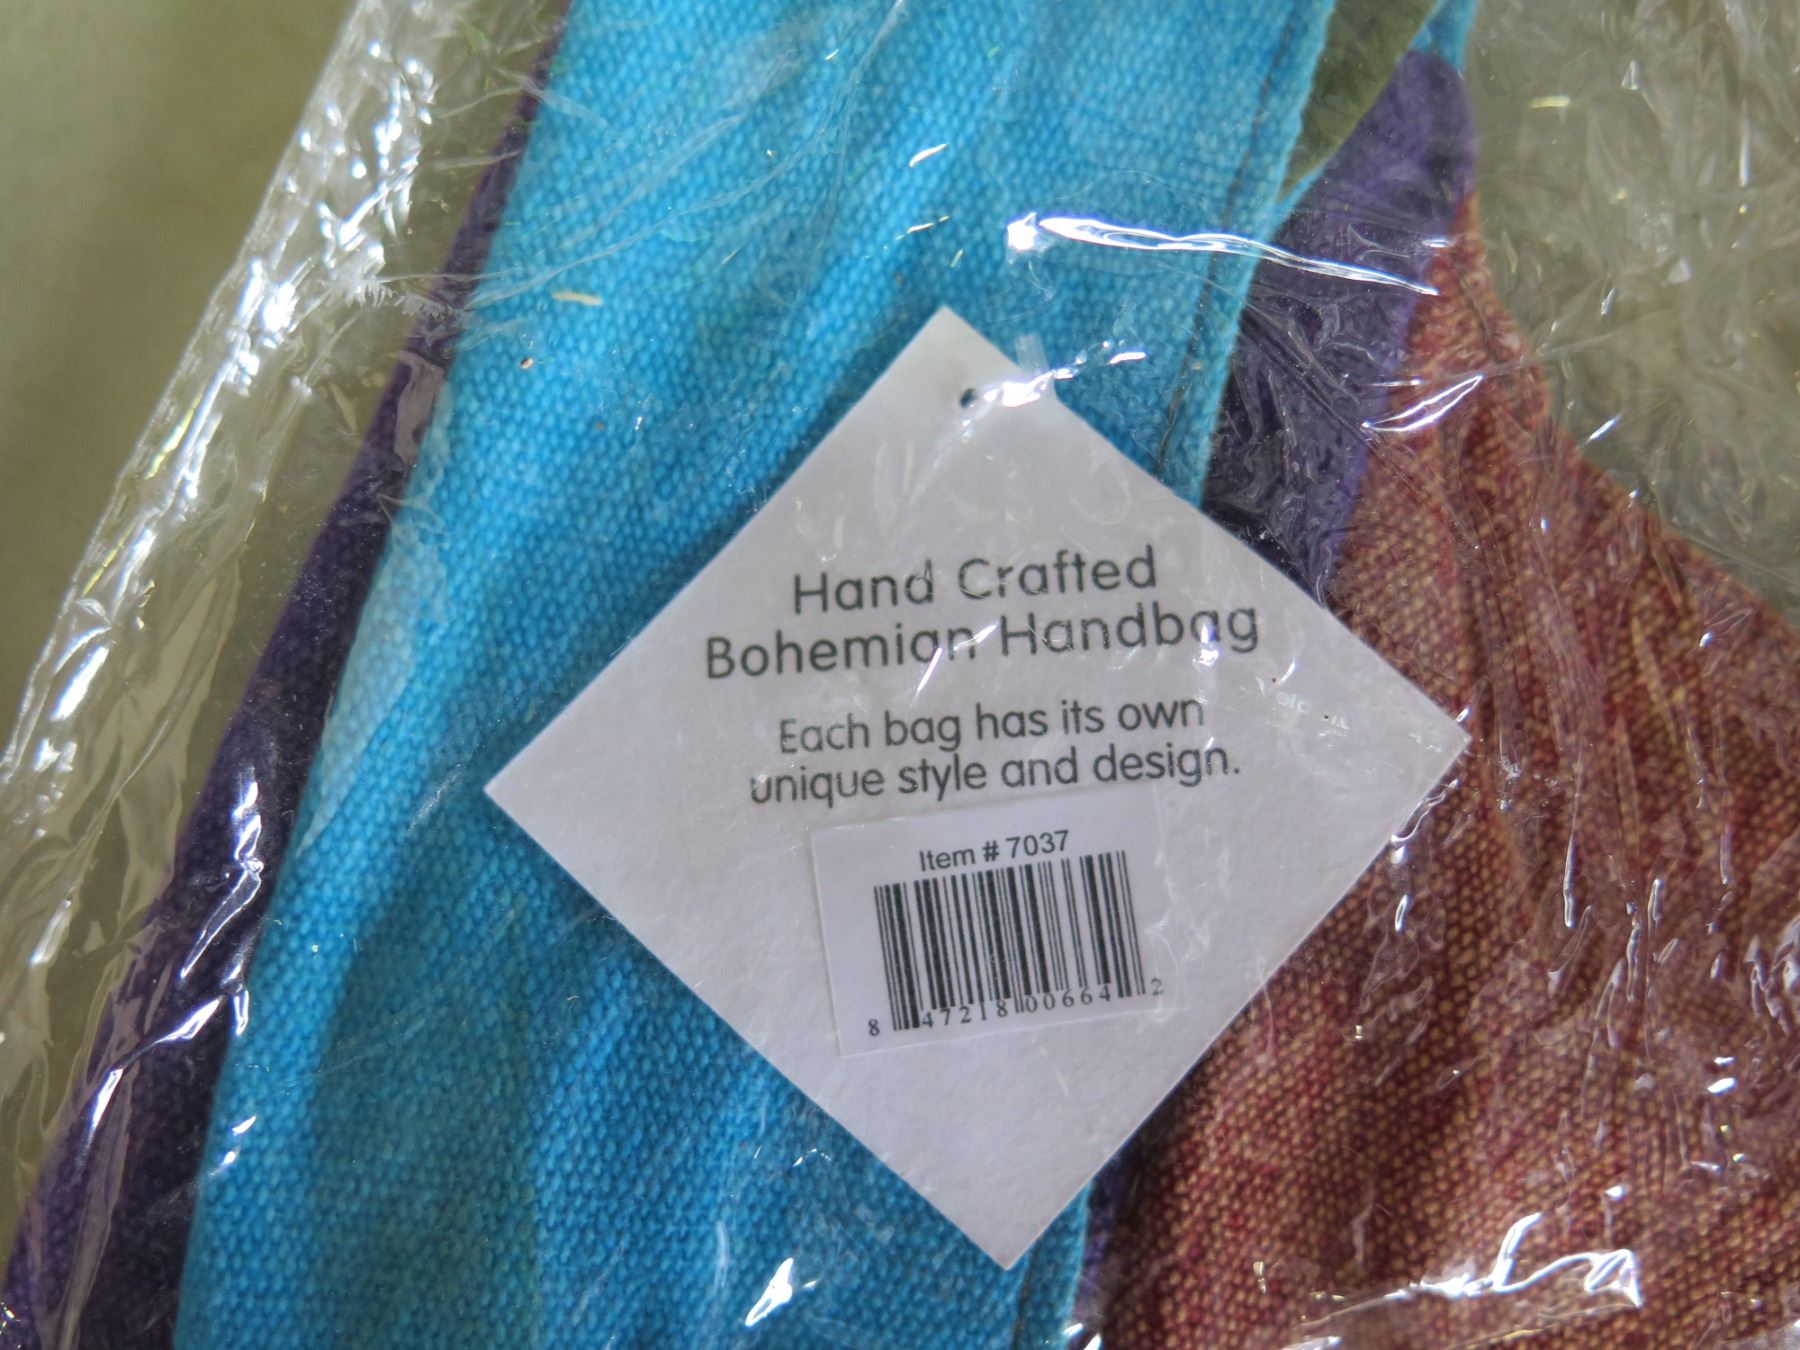 Hand Crafted
Bohemian Handbag
Each bag has its own
unique style and design.
Item # 7037
8 47218 00664 2